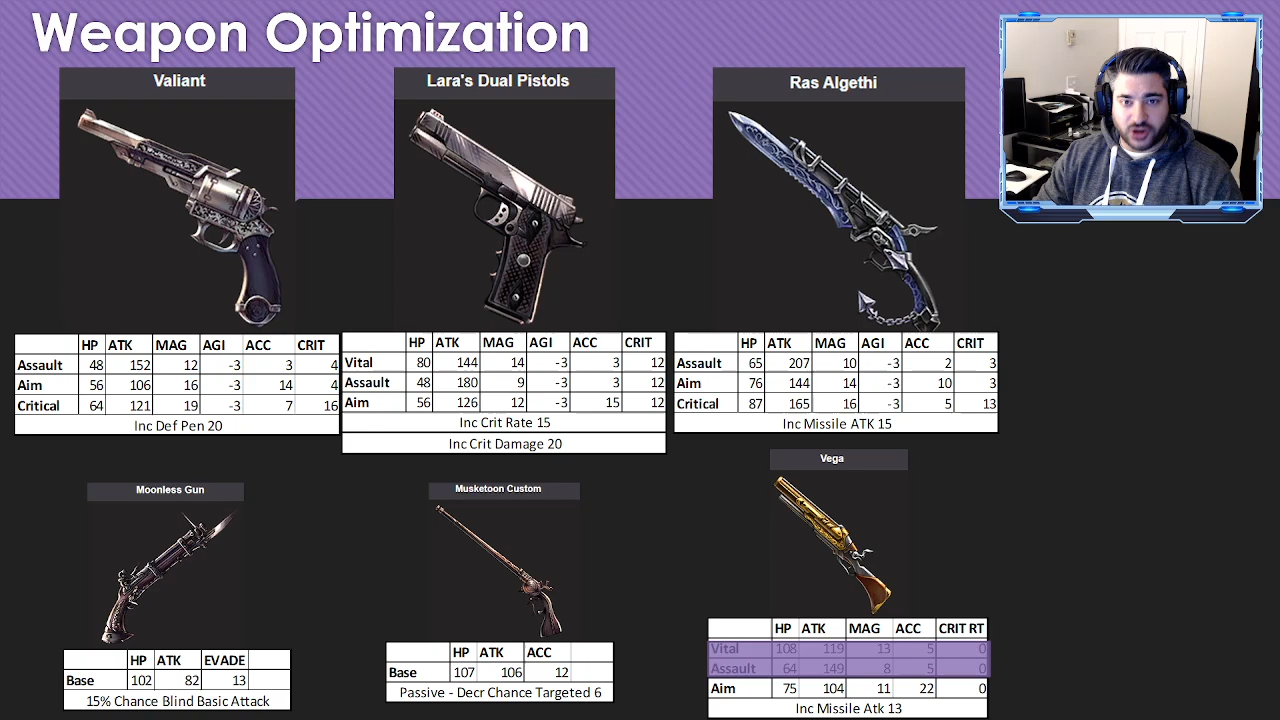 Weapon Optimization
Valiant
HP ATK MAG AGI ACC CRIT
Assault 48 152 12 -3 3 4
Aim 56 106 16 -3 14 4
Critical 64 121 19 -3 7 16
Inc Def Pen 20
Lara's Dual Pistols
HP ATK MAG AGI ACC CRIT
Vital 80 144 14 -3 3 12
Assault 48 180 9 -3 3 12
Aim 56 126 12 -3 15 12
Inc Crit Rate 15
Inc Crit Damage 20
Ras Algethi
HP ATK MAG AGI ACC CRIT
Assault 65 207 10 -3 2 3
Aim 76 144 14 -3 10 3
Critical 87 165 16 -3 5 13
Inc Missile ATK 15
Moonless Gun
HP ATK EVADE
Base 102 82 13
15% Chance Blind Basic Attack
Musketoon Custom
HP ATK ACC
Base 107 106 12
Passive - Decr Chance Targeted 6
Vega
HP ATK MAG ACC CRIT RT
Vital 108 119 13 5 0
Assault 64 149 8 5 0
Aim 75 104 11 22 0
Inc Missile Atk 13